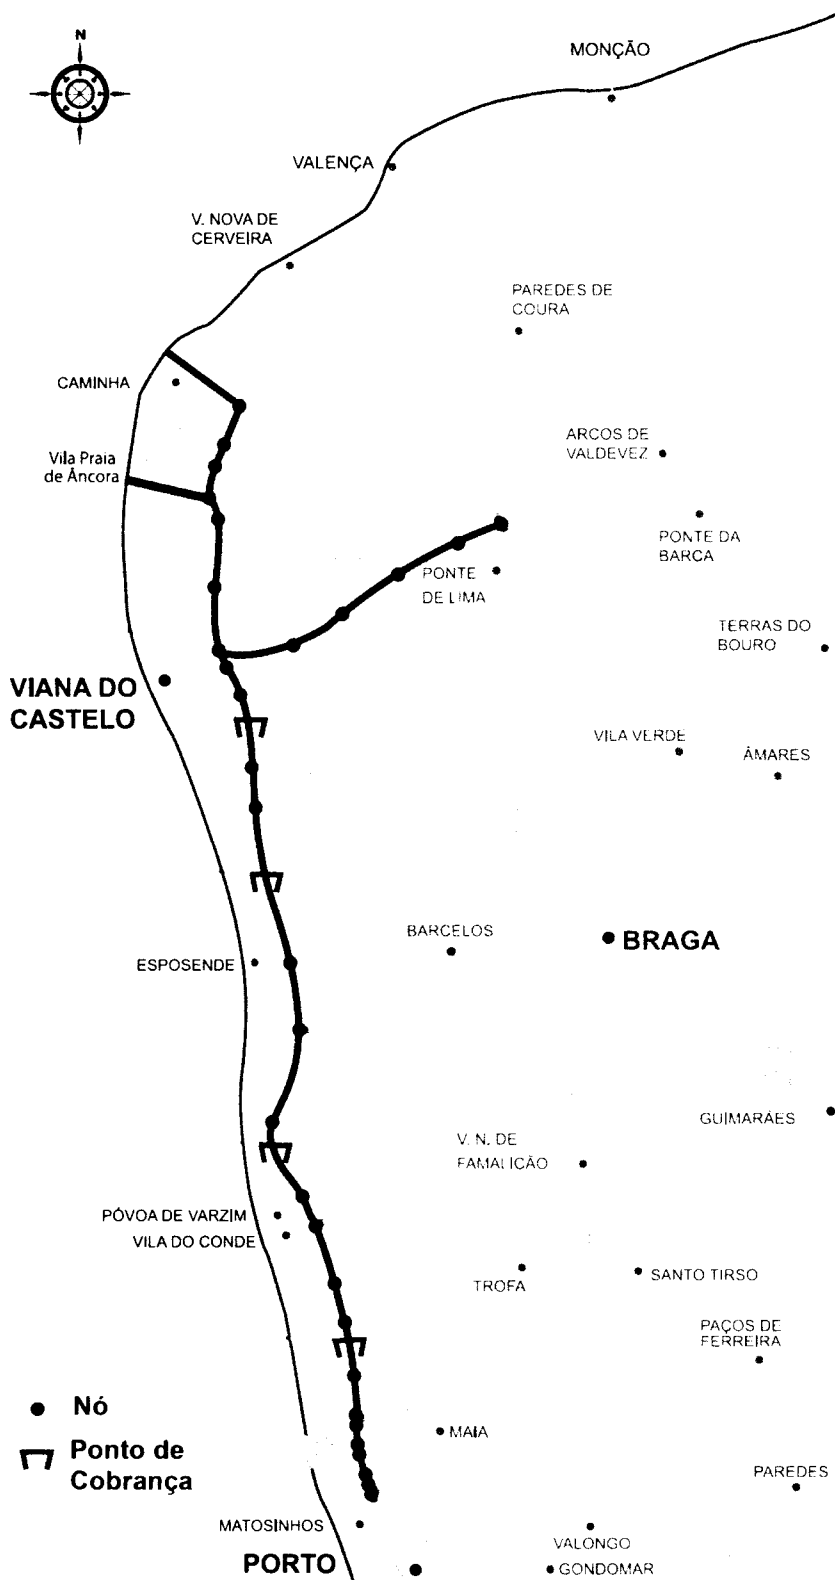 N
MONÇÃO
VALENÇA
V. NOVA DE
CERVEIRA
PAREDES DE
COURA
CAMINHA
ARCOS DE
VALDEVEZ
Vila Praia
de Âncora
PONTE DA
BARCA
PONTE
DE LIMA
TERRAS DO
BOURO
VIANA DO
CASTELO
VILA VERDE
ÂMARES
BARCELOS
BRAGA
ESPOSENDE
GUIMARÃES
V. N. DE
FAMALICÃO
PÓVOA DE VARZIM
VILA DO CONDE
TROFA
SANTO TIRSO
PAÇOS DE
FERREIRA
Nó
Ponto de
Cobrança
MAIA
PAREDES
MATOSINHOS
VALONGO
PORTO
GONDOMAR